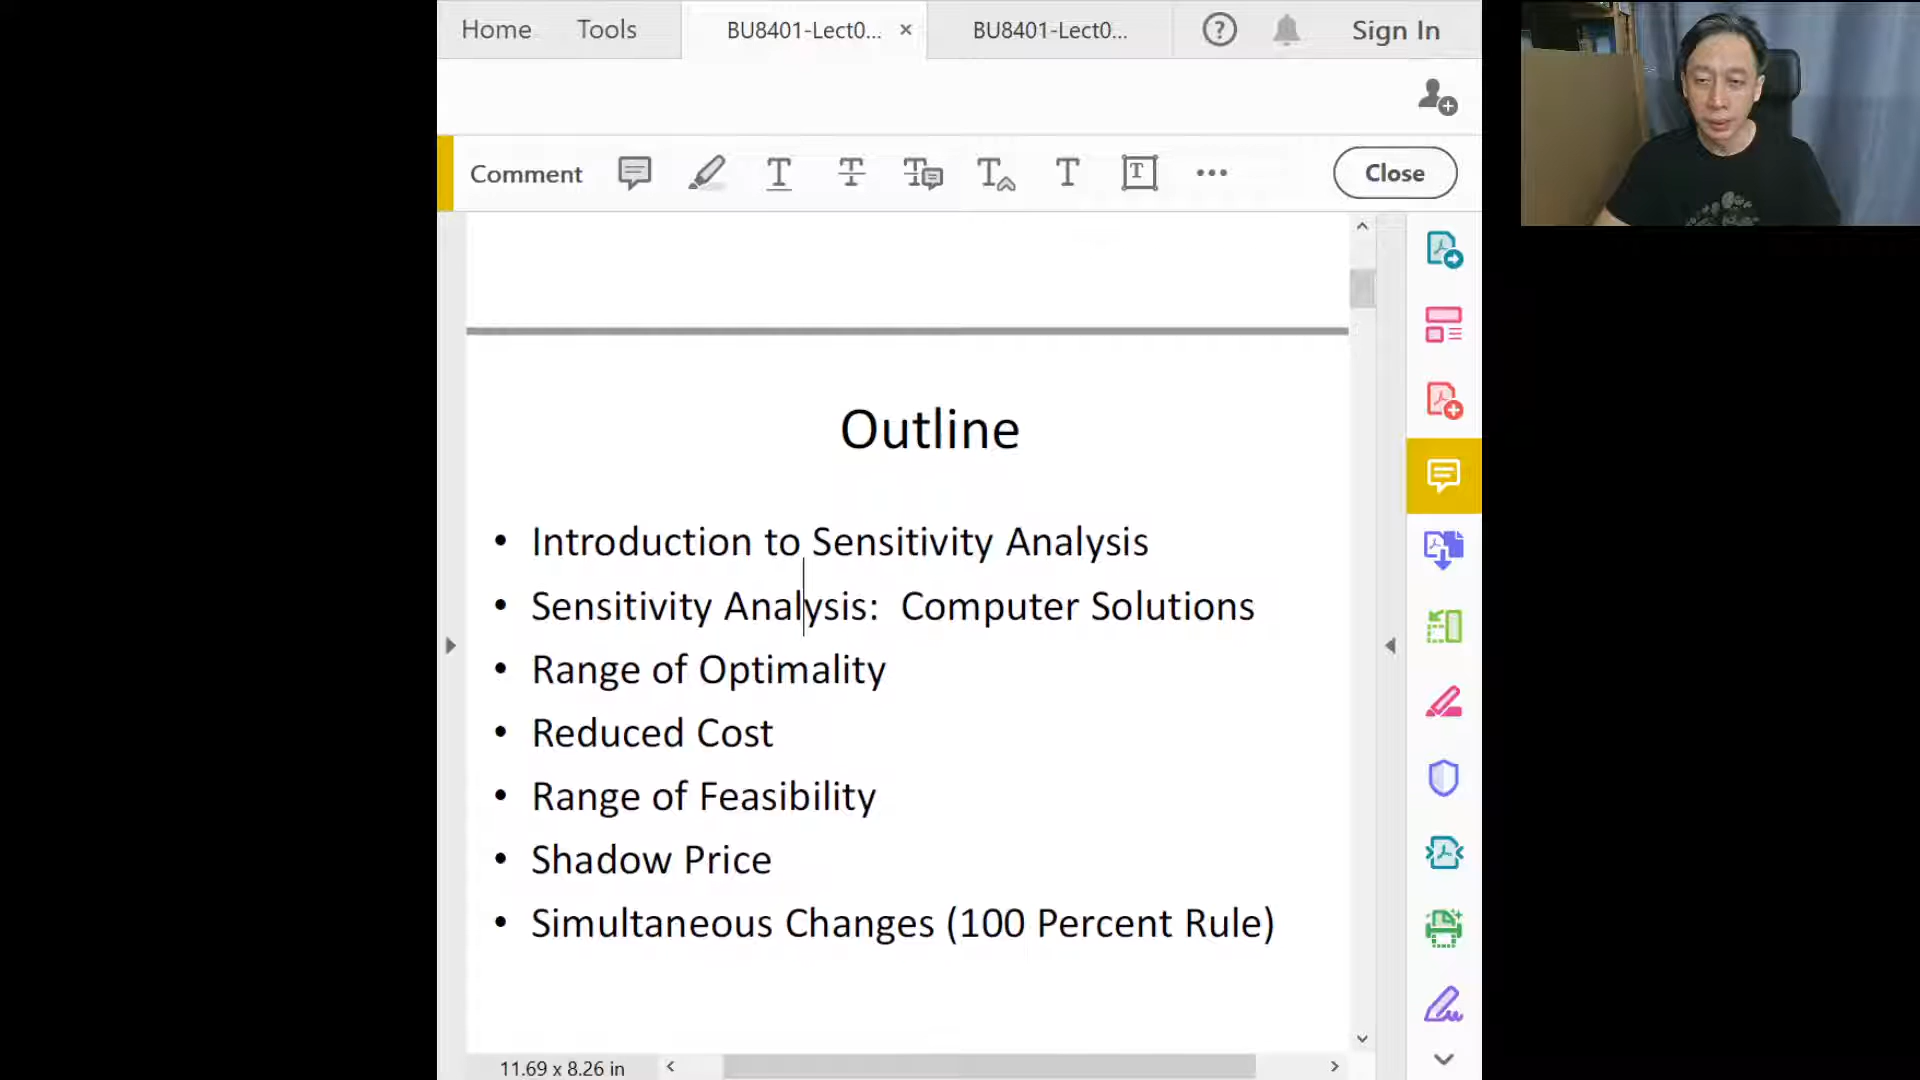 Home Tools BU8401-Lect0... × BU8401-Lect0... Sign In
Comment Close
Outline
• Introduction to Sensitivity Analysis
• Sensitivity Analysis: Computer Solutions
• Range of Optimality
• Reduced Cost
• Range of Feasibility
• Shadow Price
• Simultaneous Changes (100 Percent Rule)
11.69 x 8.26 in